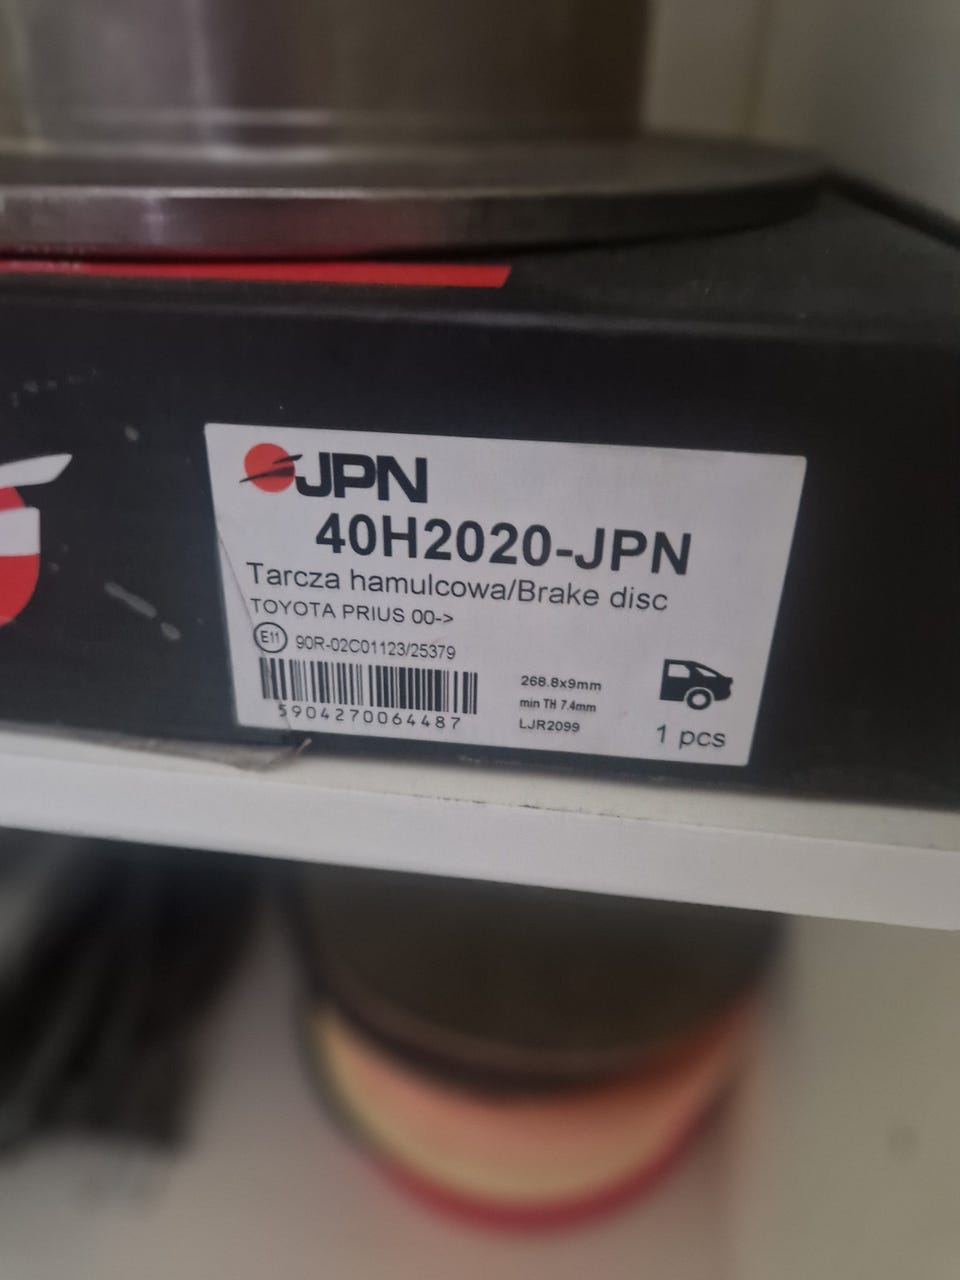 JPN
40H2020-JPN
Tarcza hamulcowa/Brake disc
TOYOTA PRIUS 00->
E11 90R-02C01123/25379
5904270064487
268.8x9mm
min TH 7.4mm
LJR2099
1 pcs